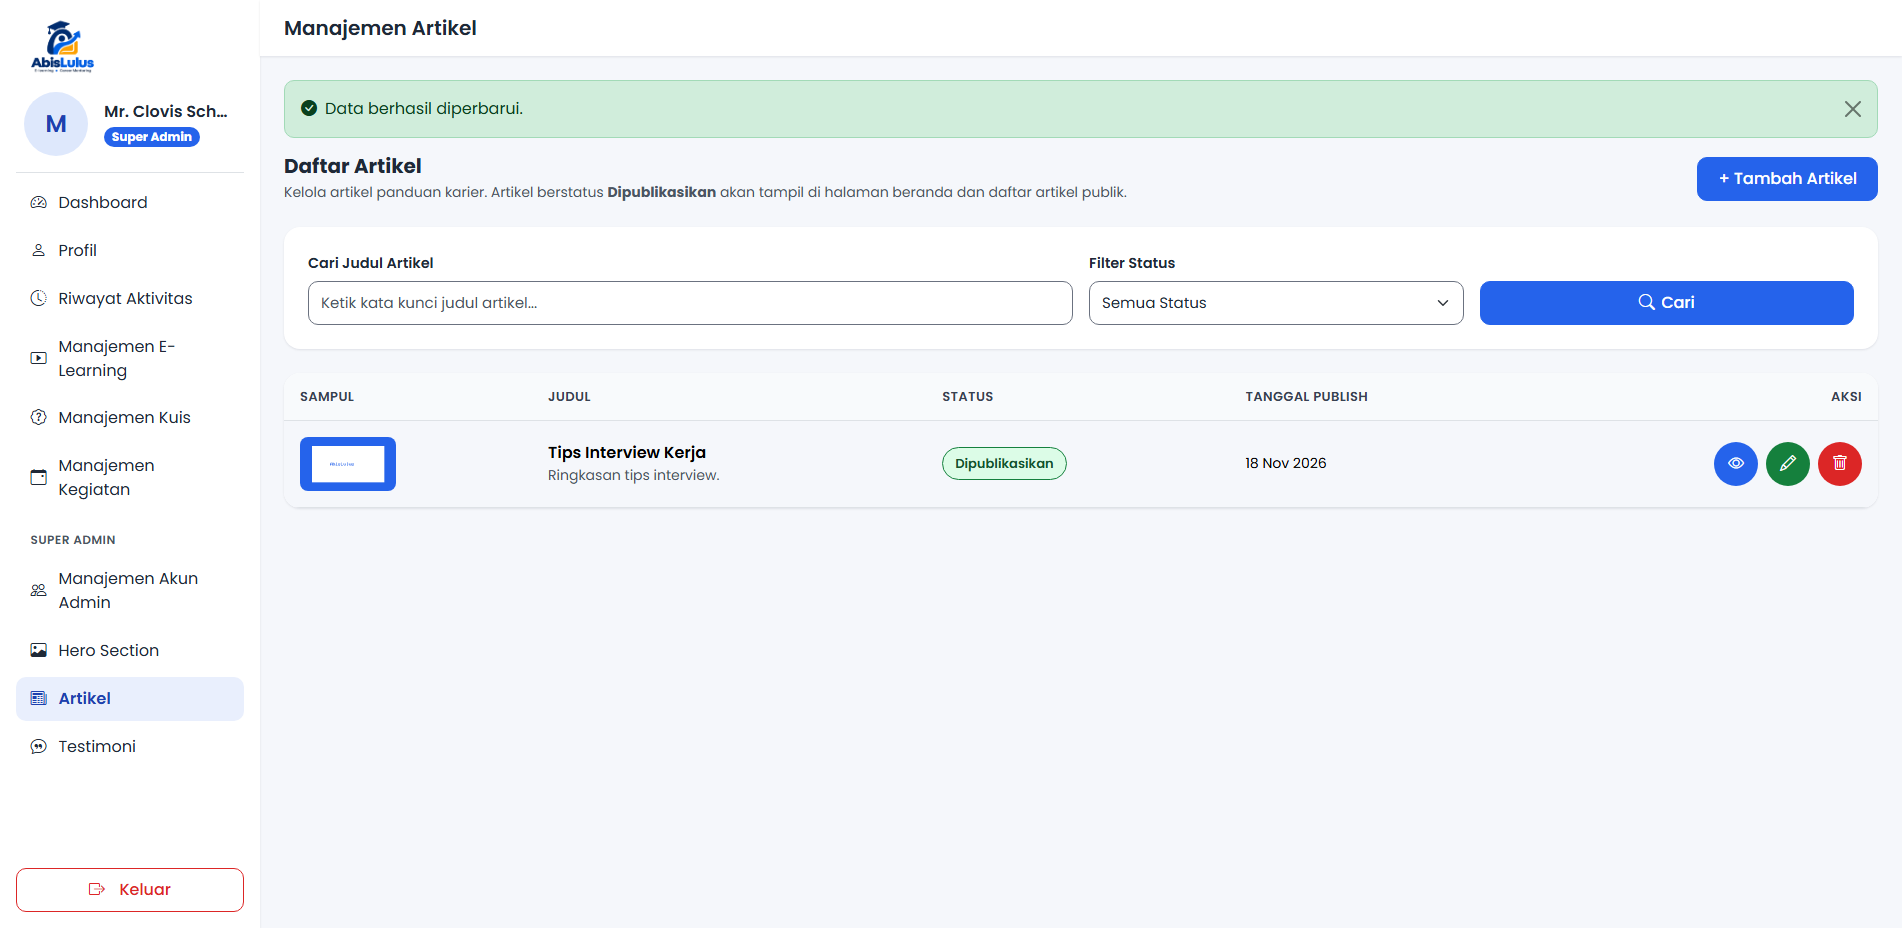 AbisLulus
M
Mr. Clovis Sch...
Super Admin
Dashboard
Profil
Riwayat Aktivitas
Manajemen E-
Learning
Manajemen Kuis
Manajemen
Kegiatan
SUPER ADMIN
Manajemen Akun
Admin
Hero Section
Artikel
Testimoni
Keluar
Manajemen Artikel
Data berhasil diperbarui.
Daftar Artikel
Kelola artikel panduan karier. Artikel berstatus Dipublikasikan akan tampil di halaman beranda dan daftar artikel publik.
+ Tambah Artikel
Cari Judul Artikel
Ketik kata kunci judul artikel...
Filter Status
Semua Status
Cari
SAMPUL JUDUL STATUS TANGGAL PUBLISH AKSI
Tips Interview Kerja
Ringkasan tips interview.
Dipublikasikan
18 Nov 2026